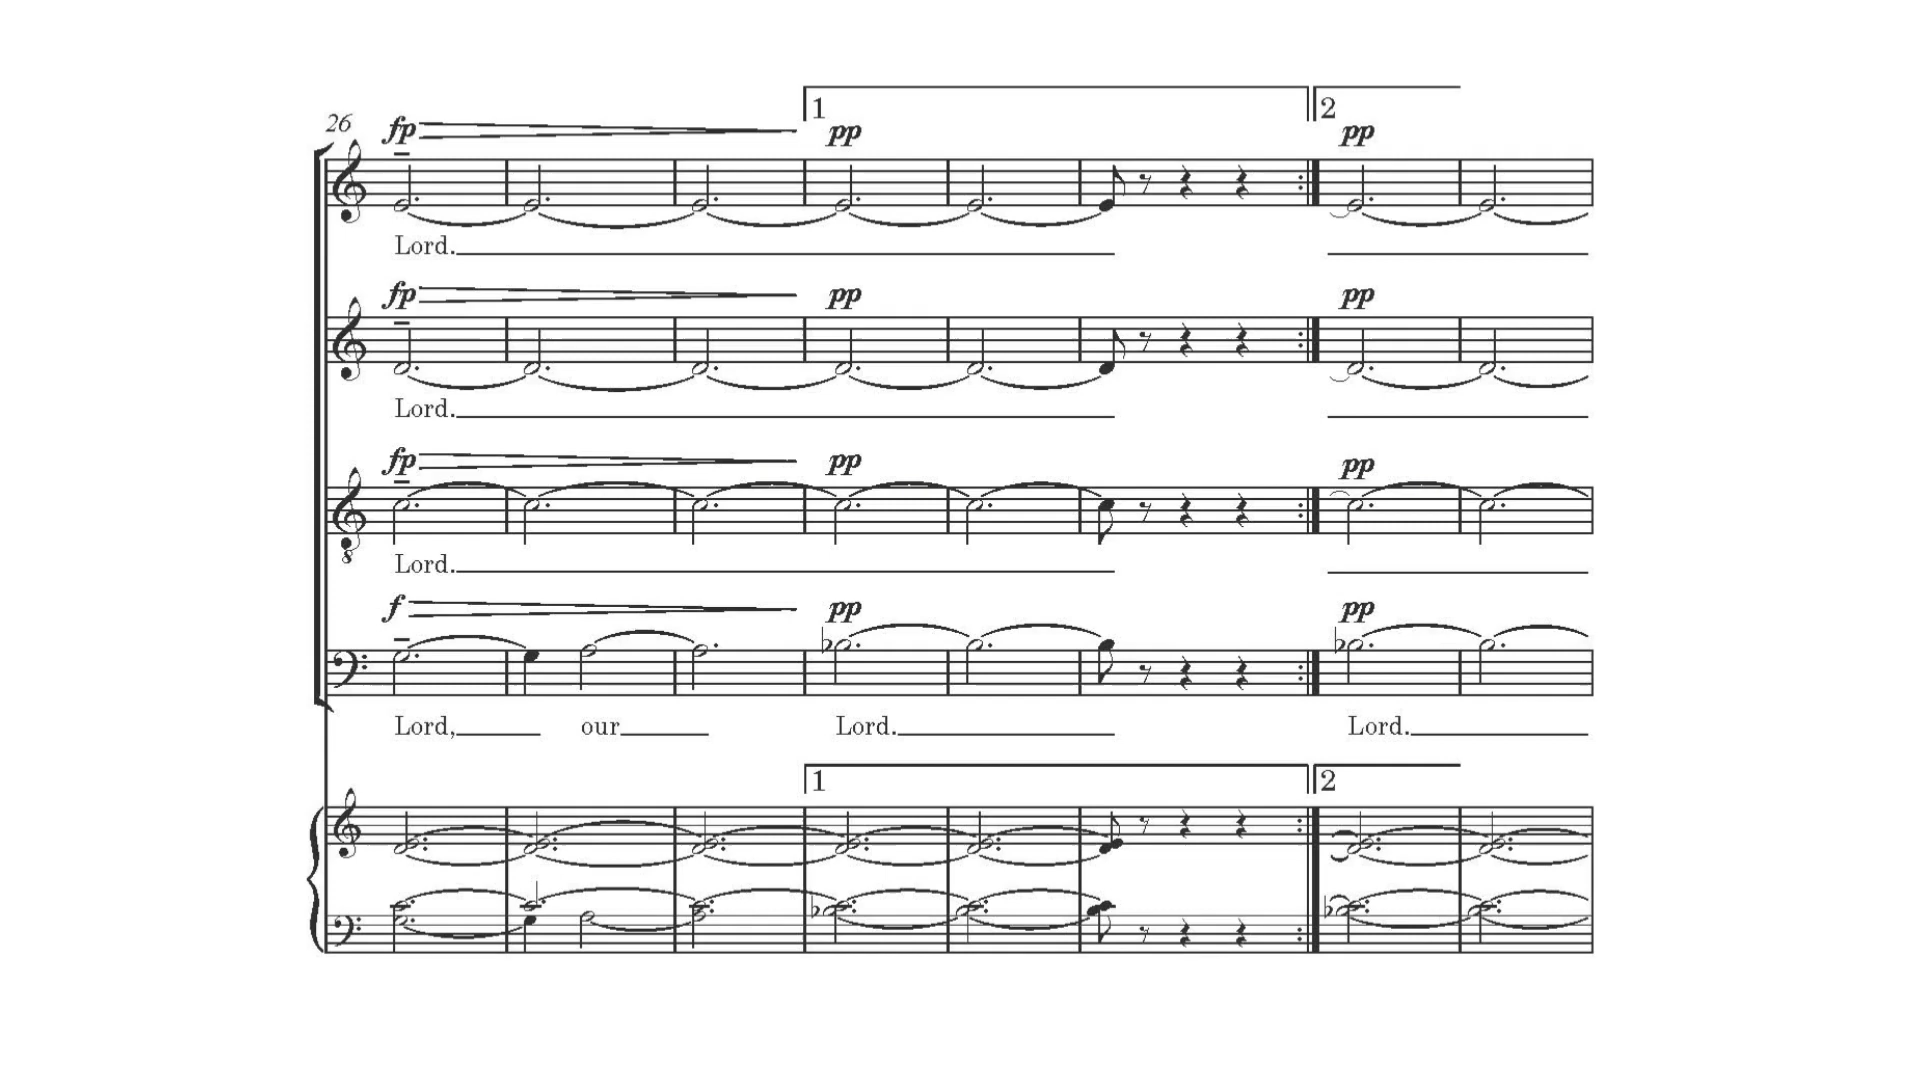 1 2
26 fp pp pp
Lord.
fp pp pp
Lord.
fp pp pp
8
Lord.
f pp pp
Lord, our Lord. Lord.
1 2